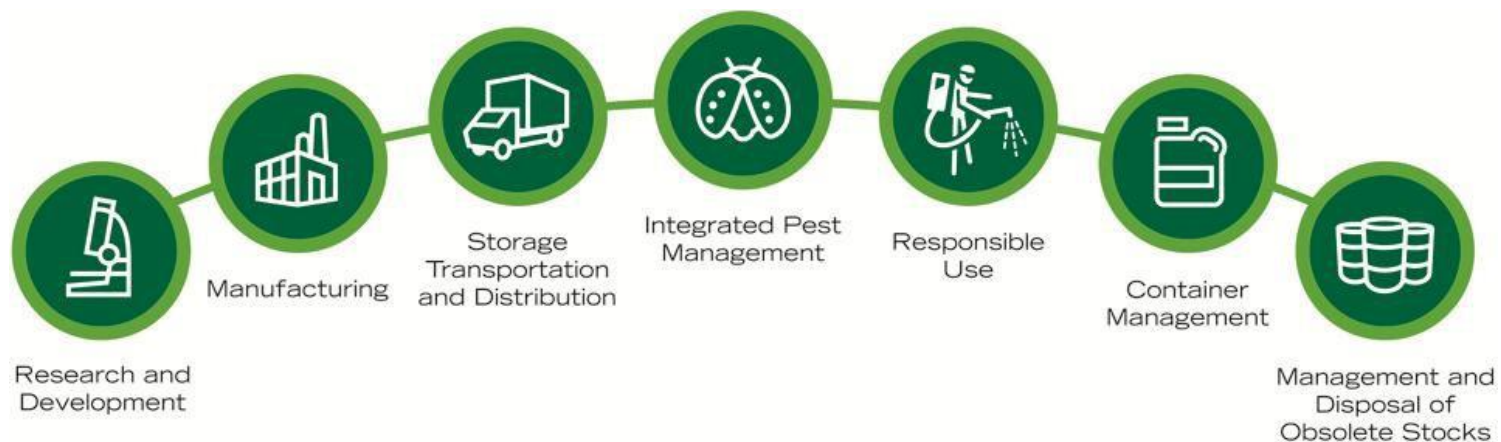 Research and
Development
Manufacturing
Storage
Transportation
and Distribution
Integrated Pest
Management
Responsible
Use
Container
Management
Management and
Disposal of
Obsolete Stocks